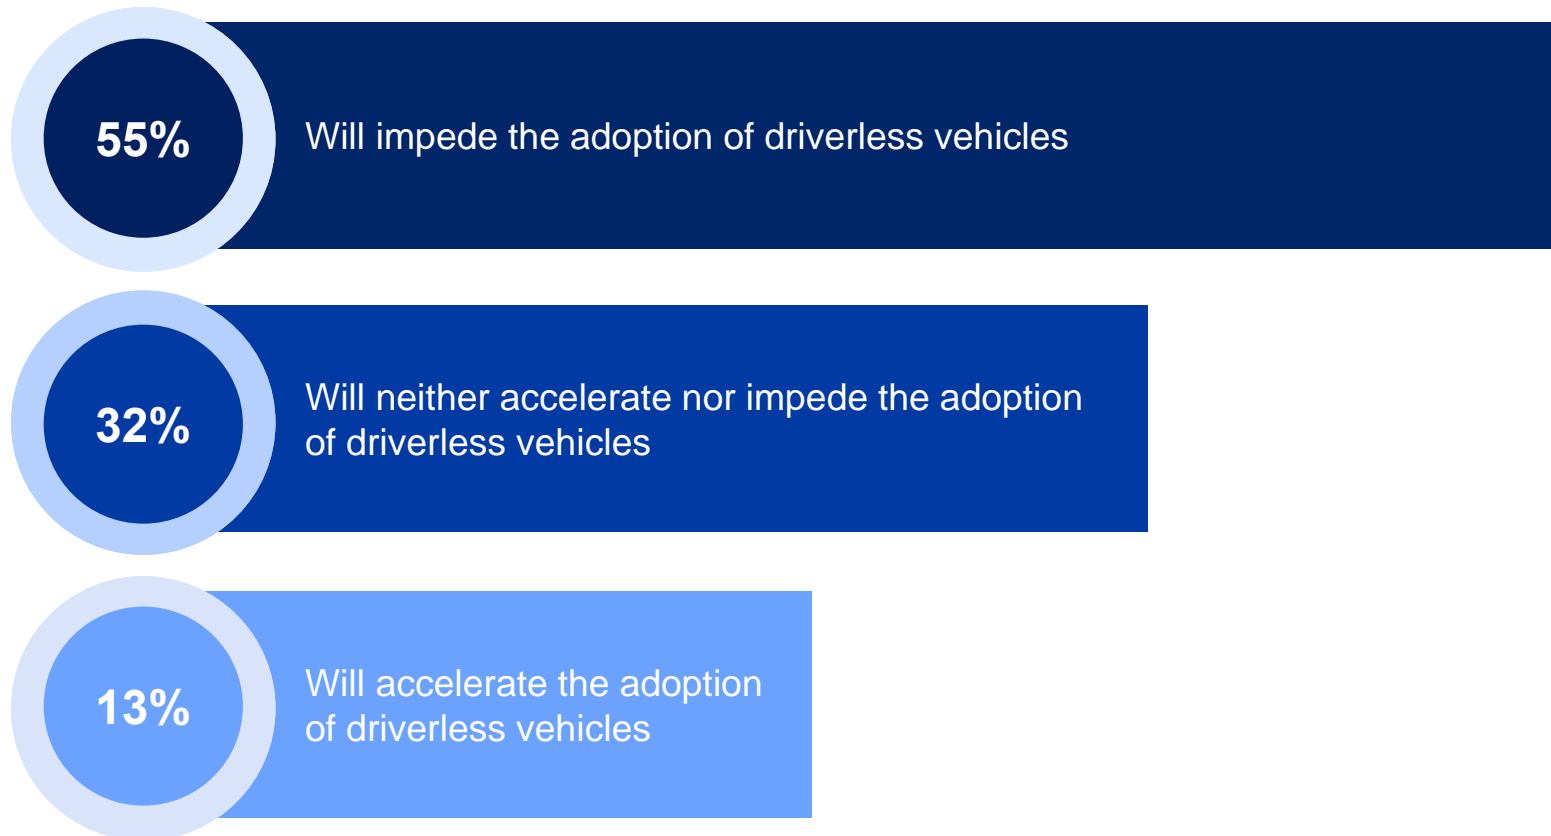 55%
Will impede the adoption of driverless vehicles
32%
Will neither accelerate nor impede the adoption
of driverless vehicles
13%
Will accelerate the adoption
of driverless vehicles